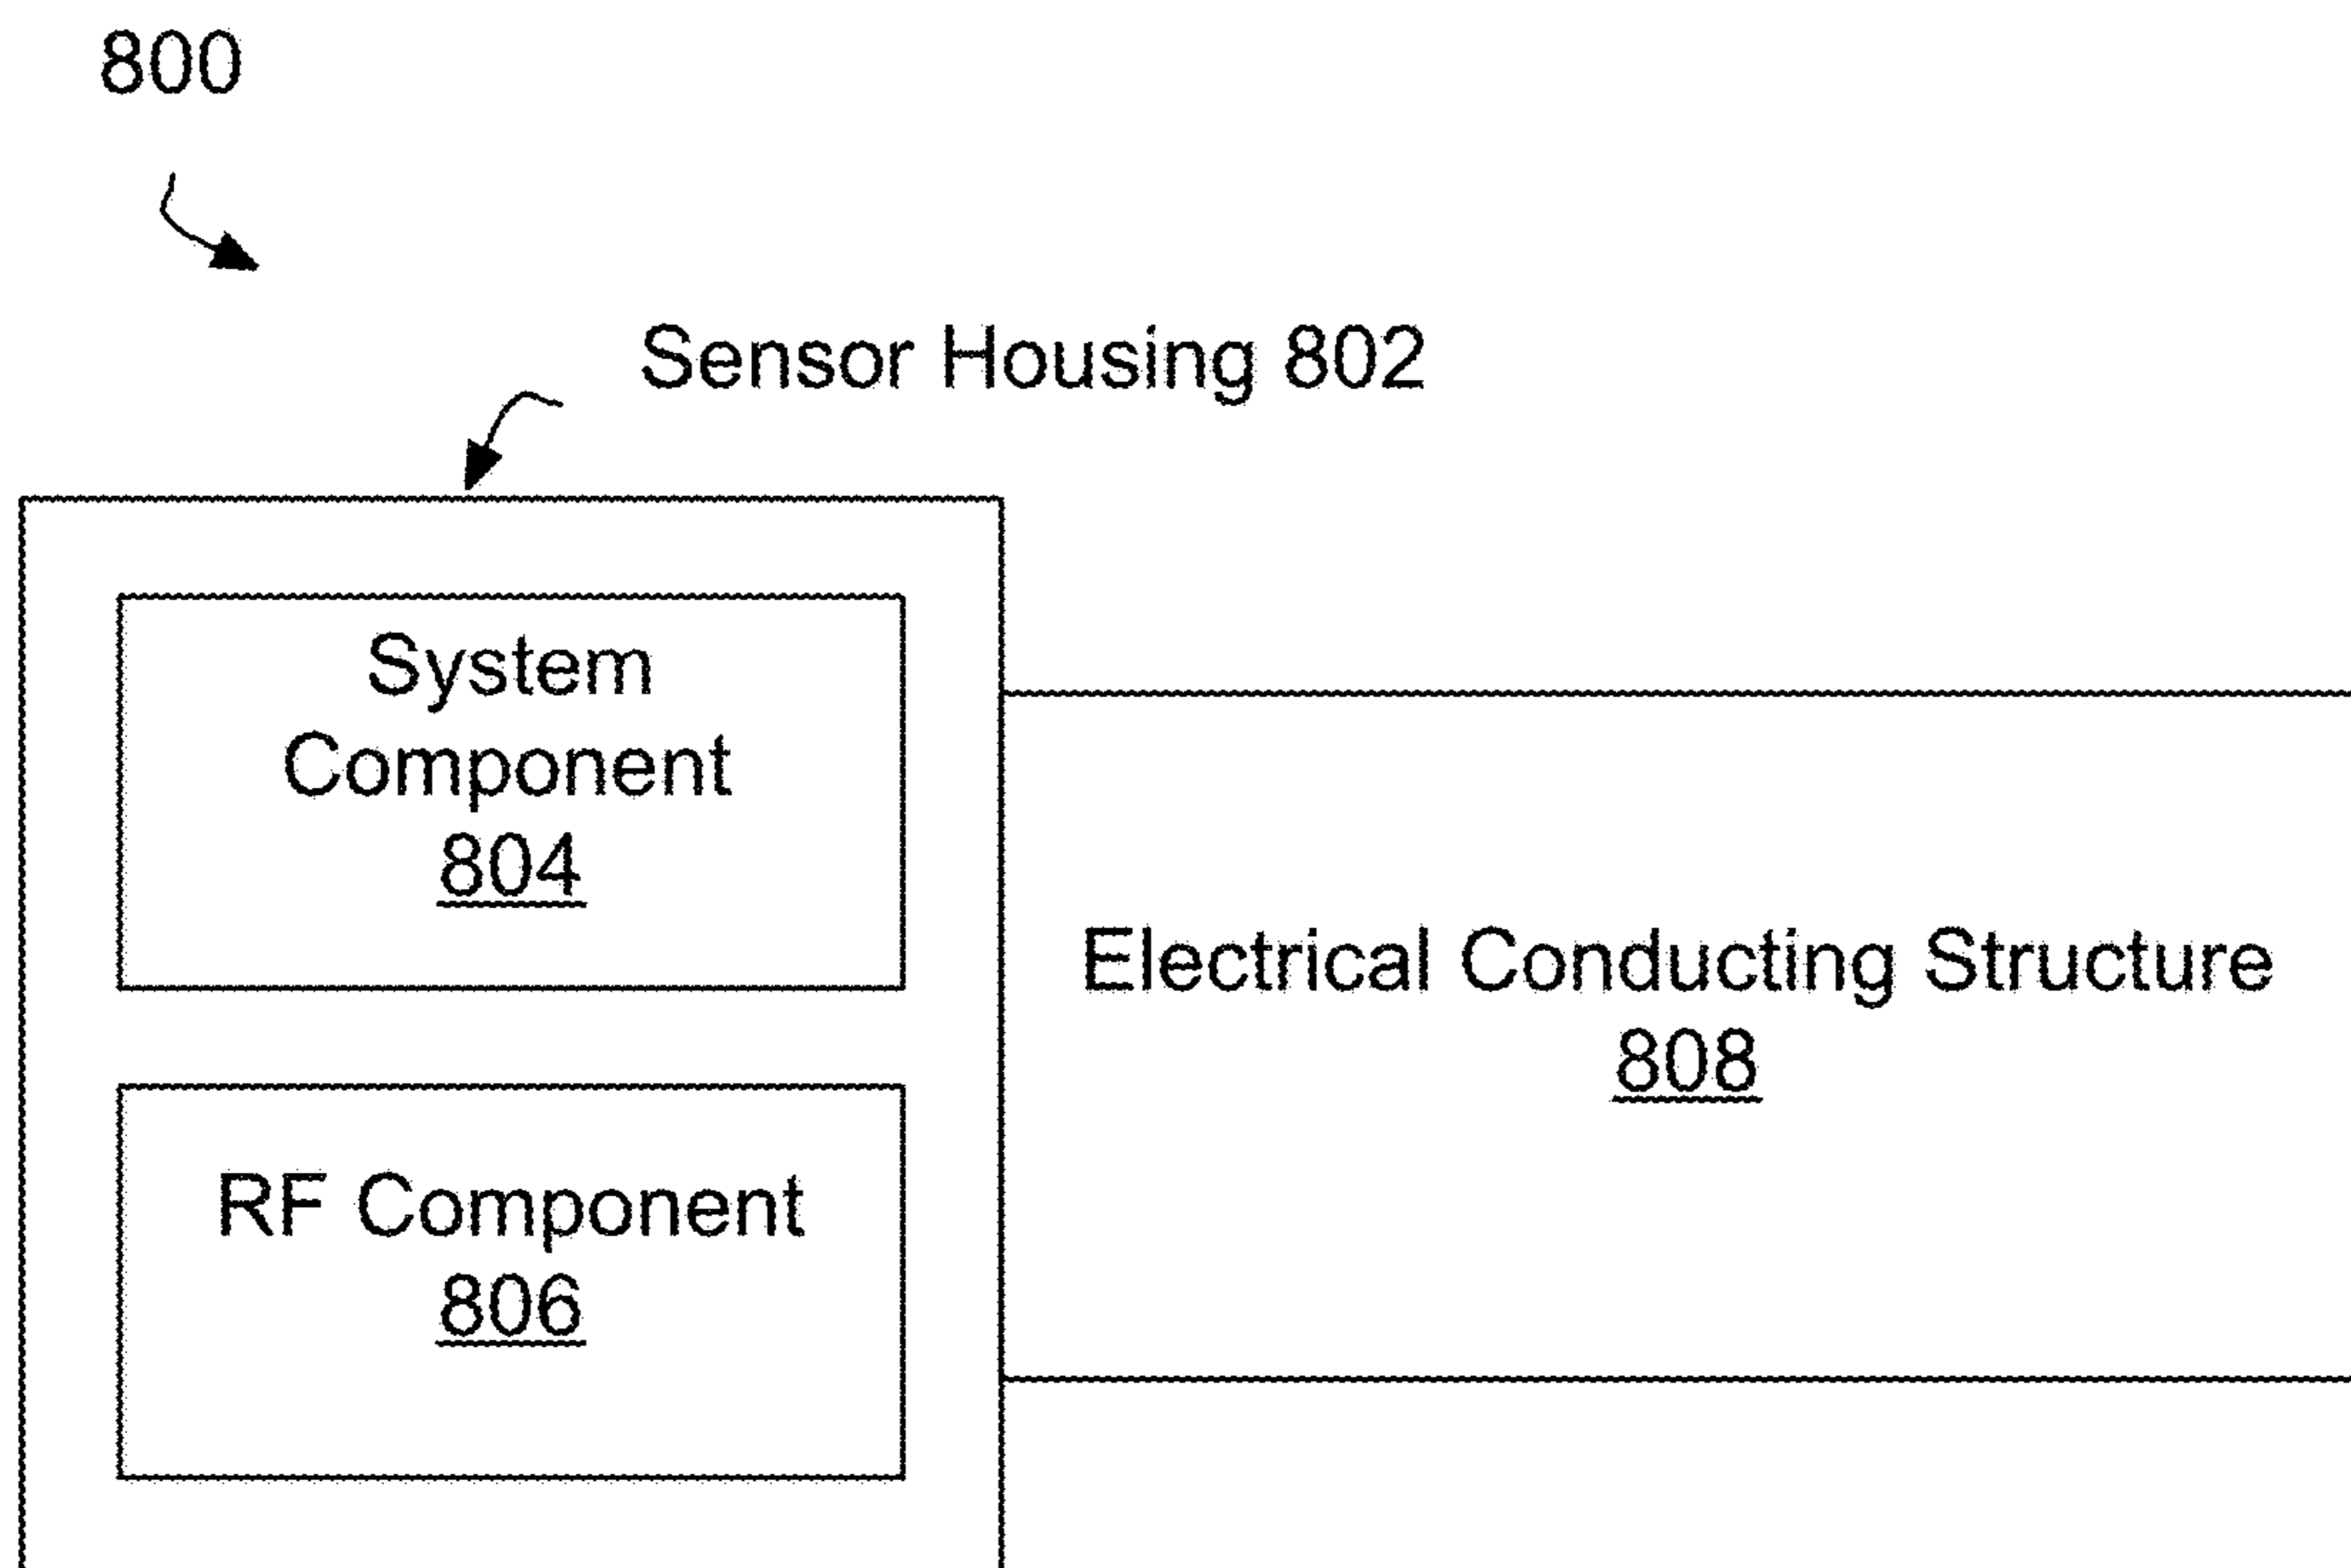 800
Sensor Housing 802
System
Component
804
Electrical Conducting Structure
808
RF Component
806